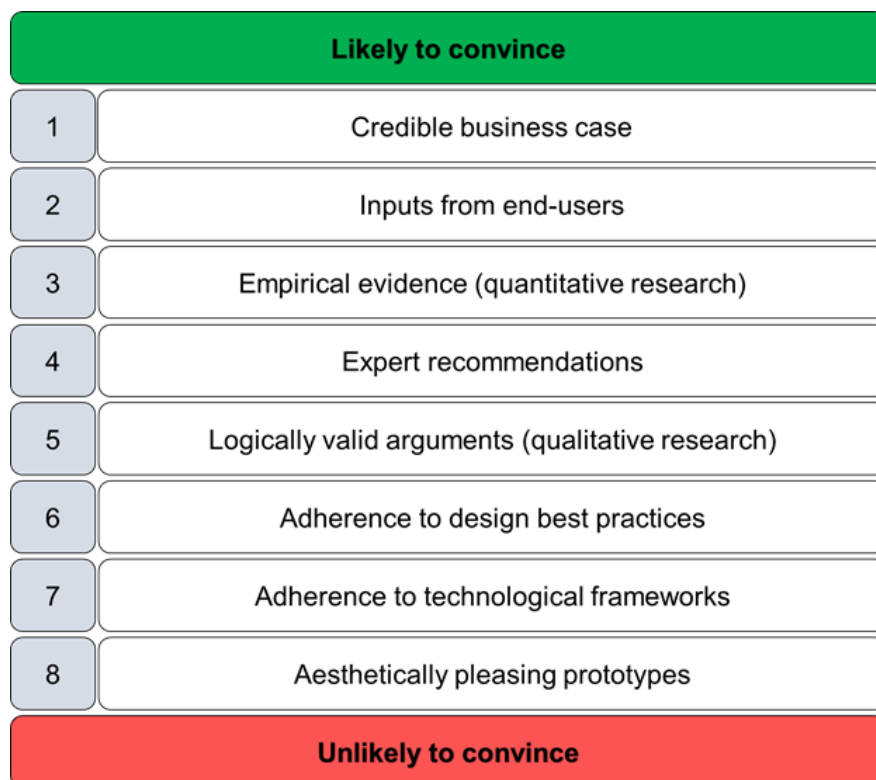 Likely to convince
1 Credible business case
2 Inputs from end-users
3 Empirical evidence (quantitative research)
4 Expert recommendations
5 Logically valid arguments (qualitative research)
6 Adherence to design best practices
7 Adherence to technological frameworks
8 Aesthetically pleasing prototypes
Unlikely to convince